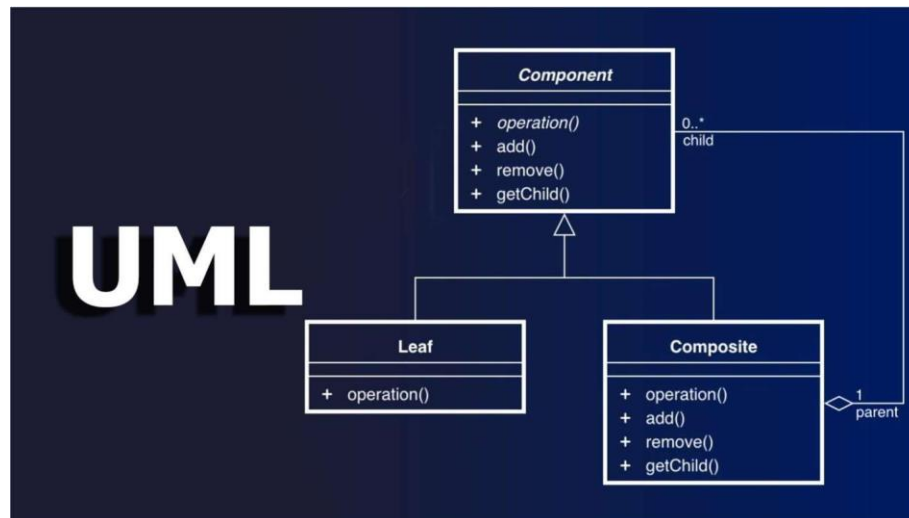 UML
Component
+ operation()
+ add()
+ remove()
+ getChild()
0..*
child
Leaf
+ operation()
Composite
+ operation()
+ add()
+ remove()
+ getChild()
1
parent